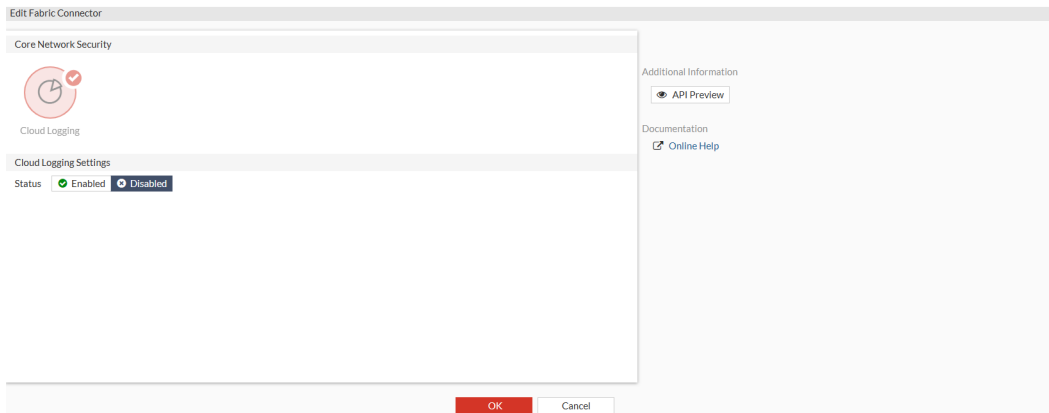 Edit Fabric Connector
Core Network Security
Cloud Logging
Cloud Logging Settings
Status Enabled Disabled
Additional Information
API Preview
Documentation
Online Help
OK Cancel